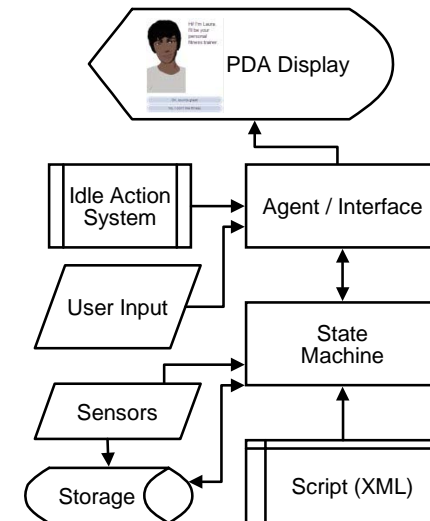 Hi! I'm Laura
I'll be your
personal
fitness trainer
PDA Display
Idle Action
System
Agent / Interface
User Input
State
Machine
Sensors
Storage
Script (XML)